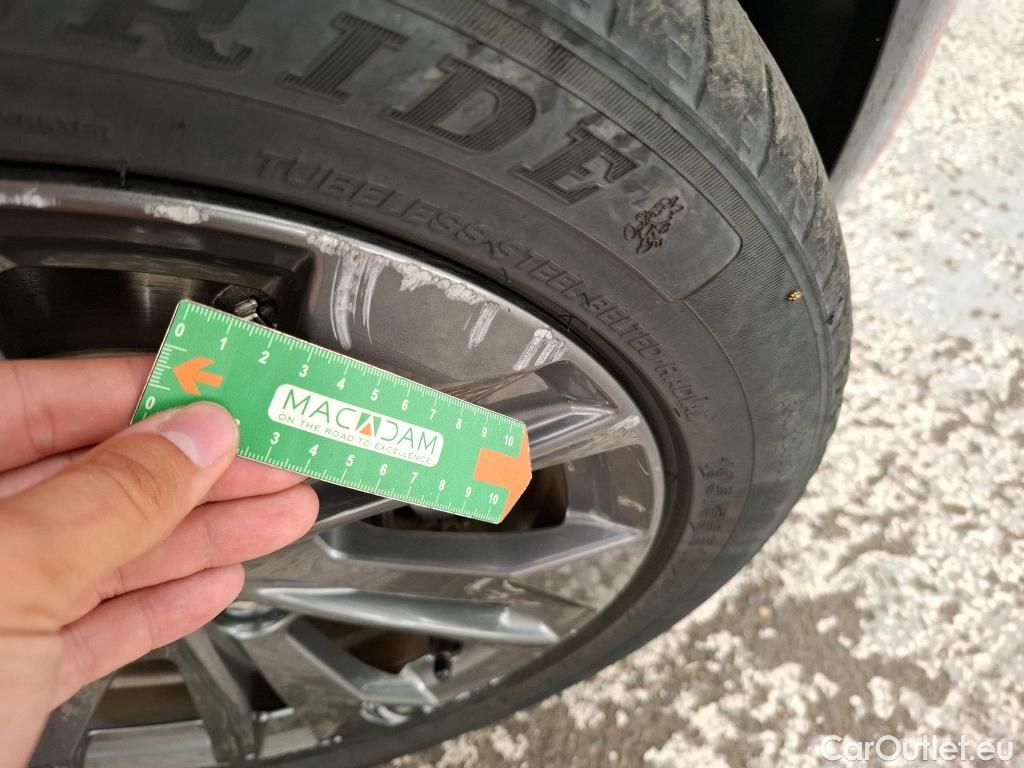 RIDE
TUBELESS STEEL BELTED RADIAL
0 1 2 3 4 5 6 7 8 9 10
MACADAM
ON THE ROAD TO EXCELLENCE
0 2 3 4 5 6 7 8 9 10
CarOutlet.eu